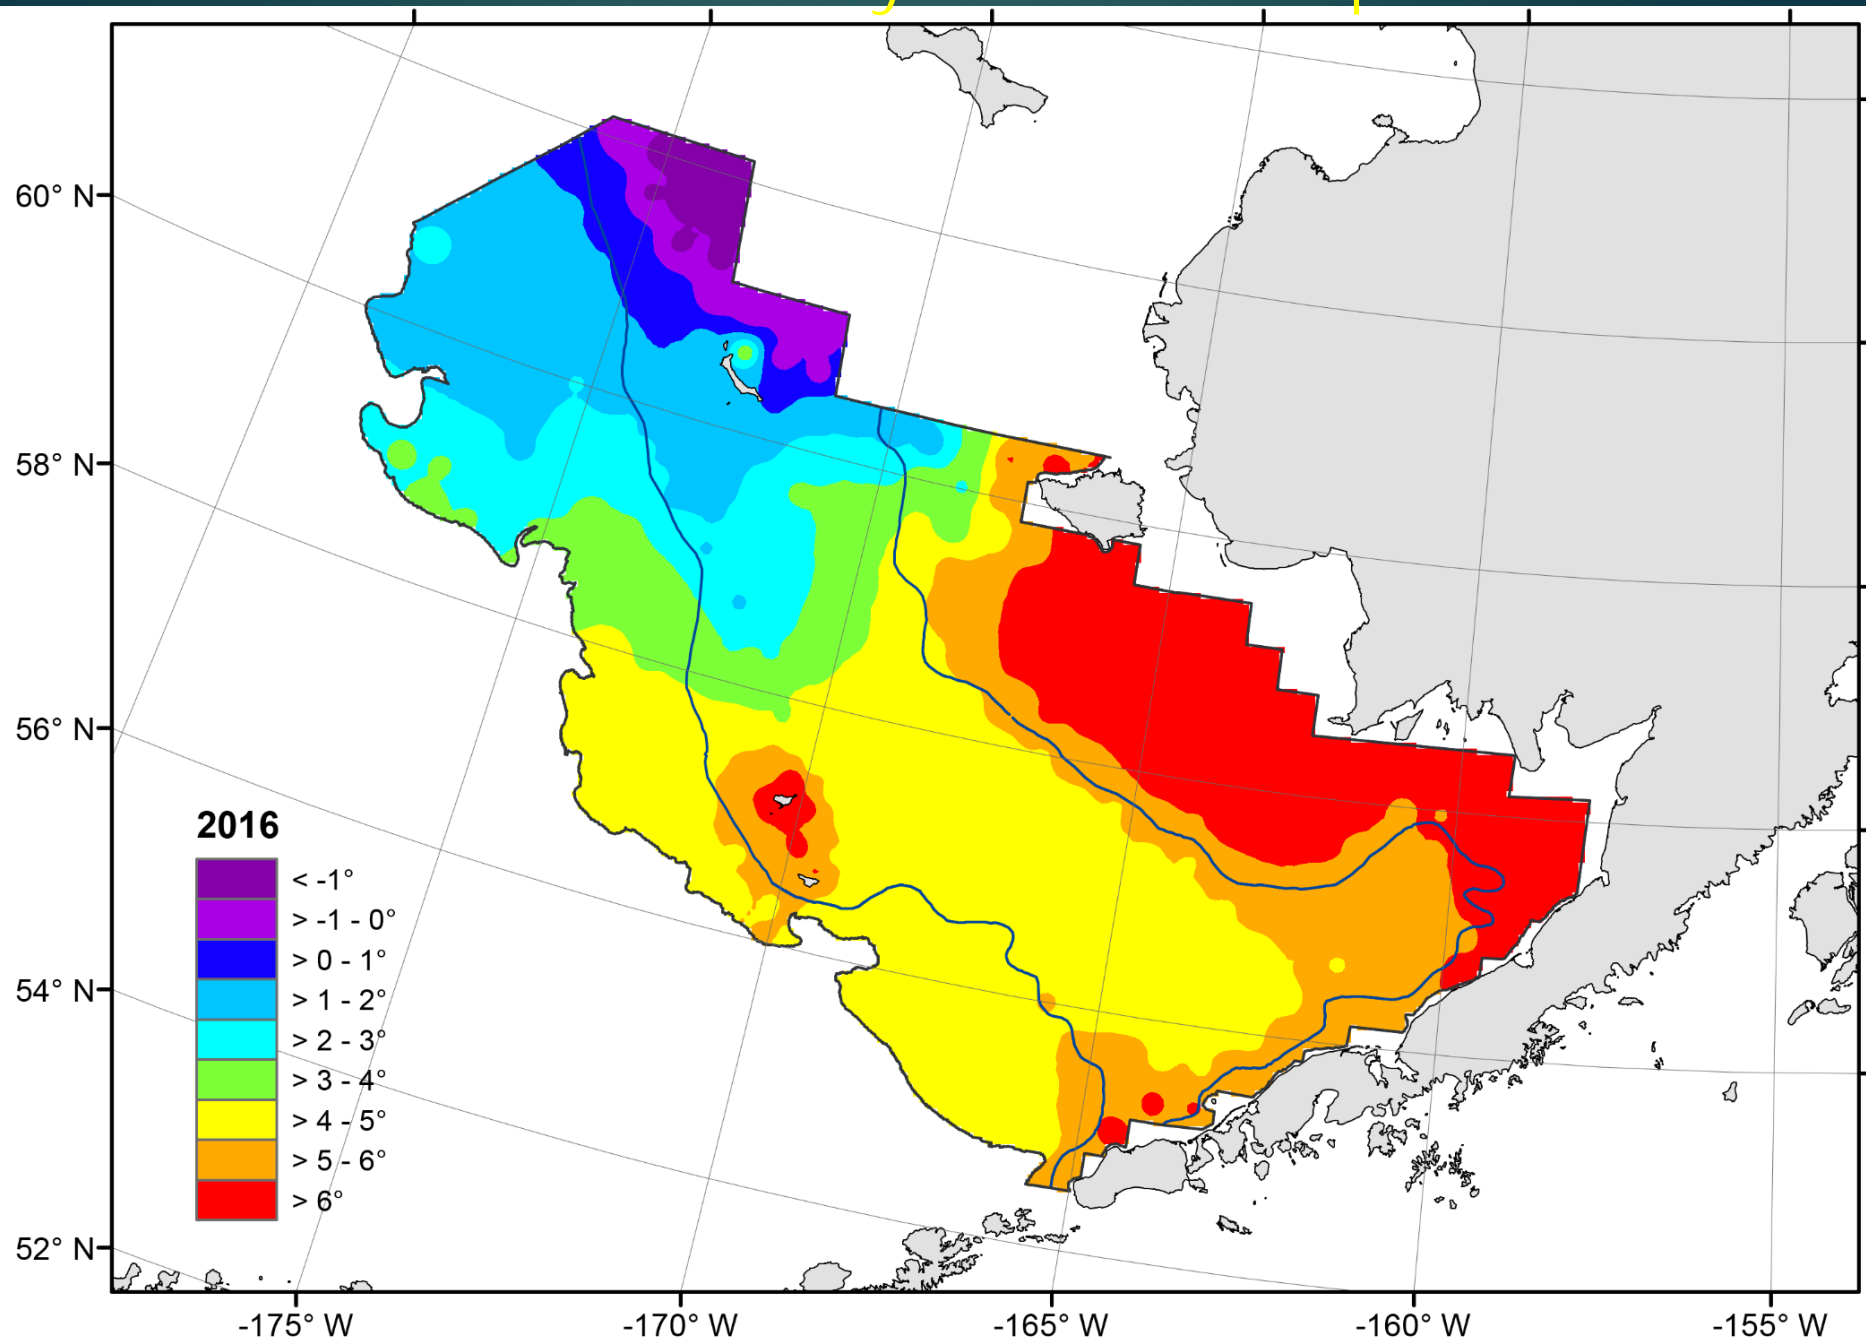 60° N
58° N
56° N
54° N
52° N
2016
< -1°
> -1 - 0°
> 0 - 1°
> 1 - 2°
> 2 - 3°
> 3 - 4°
> 4 - 5°
> 5 - 6°
> 6°
-175° W
-170° W
-165° W
-160° W
-155° W